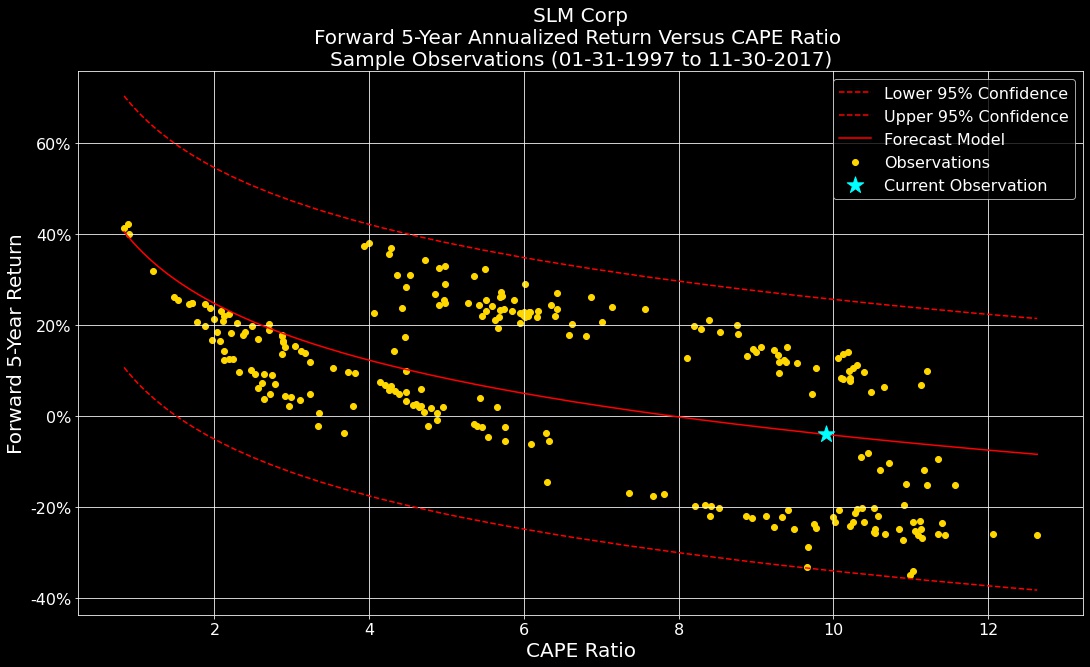 SLM Corp
Forward 5-Year Annualized Return Versus CAPE Ratio
Sample Observations (01-31-1997 to 11-30-2017)
Lower 95% Confidence
Upper 95% Confidence
Forecast Model
Observations
Current Observation
Forward 5-Year Return
60%
40%
20%
0%
-20%
-40%
2 4 6 8 10 12
CAPE Ratio